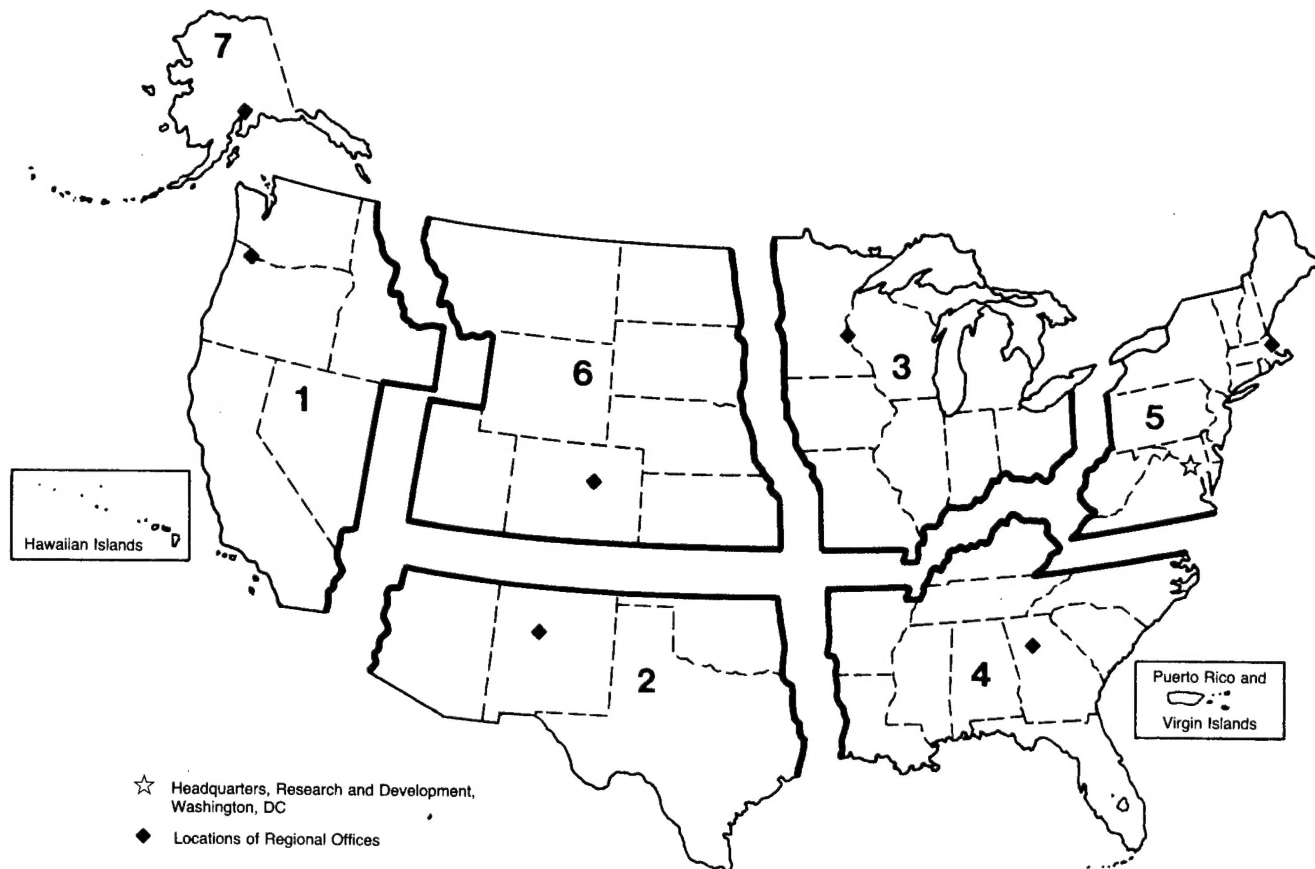 7
6
3
1
5
Hawaiian Islands
2
4
Puerto Rico and
Virgin Islands
Headquarters, Research and Development,
Washington, DC
Locations of Regional Offices